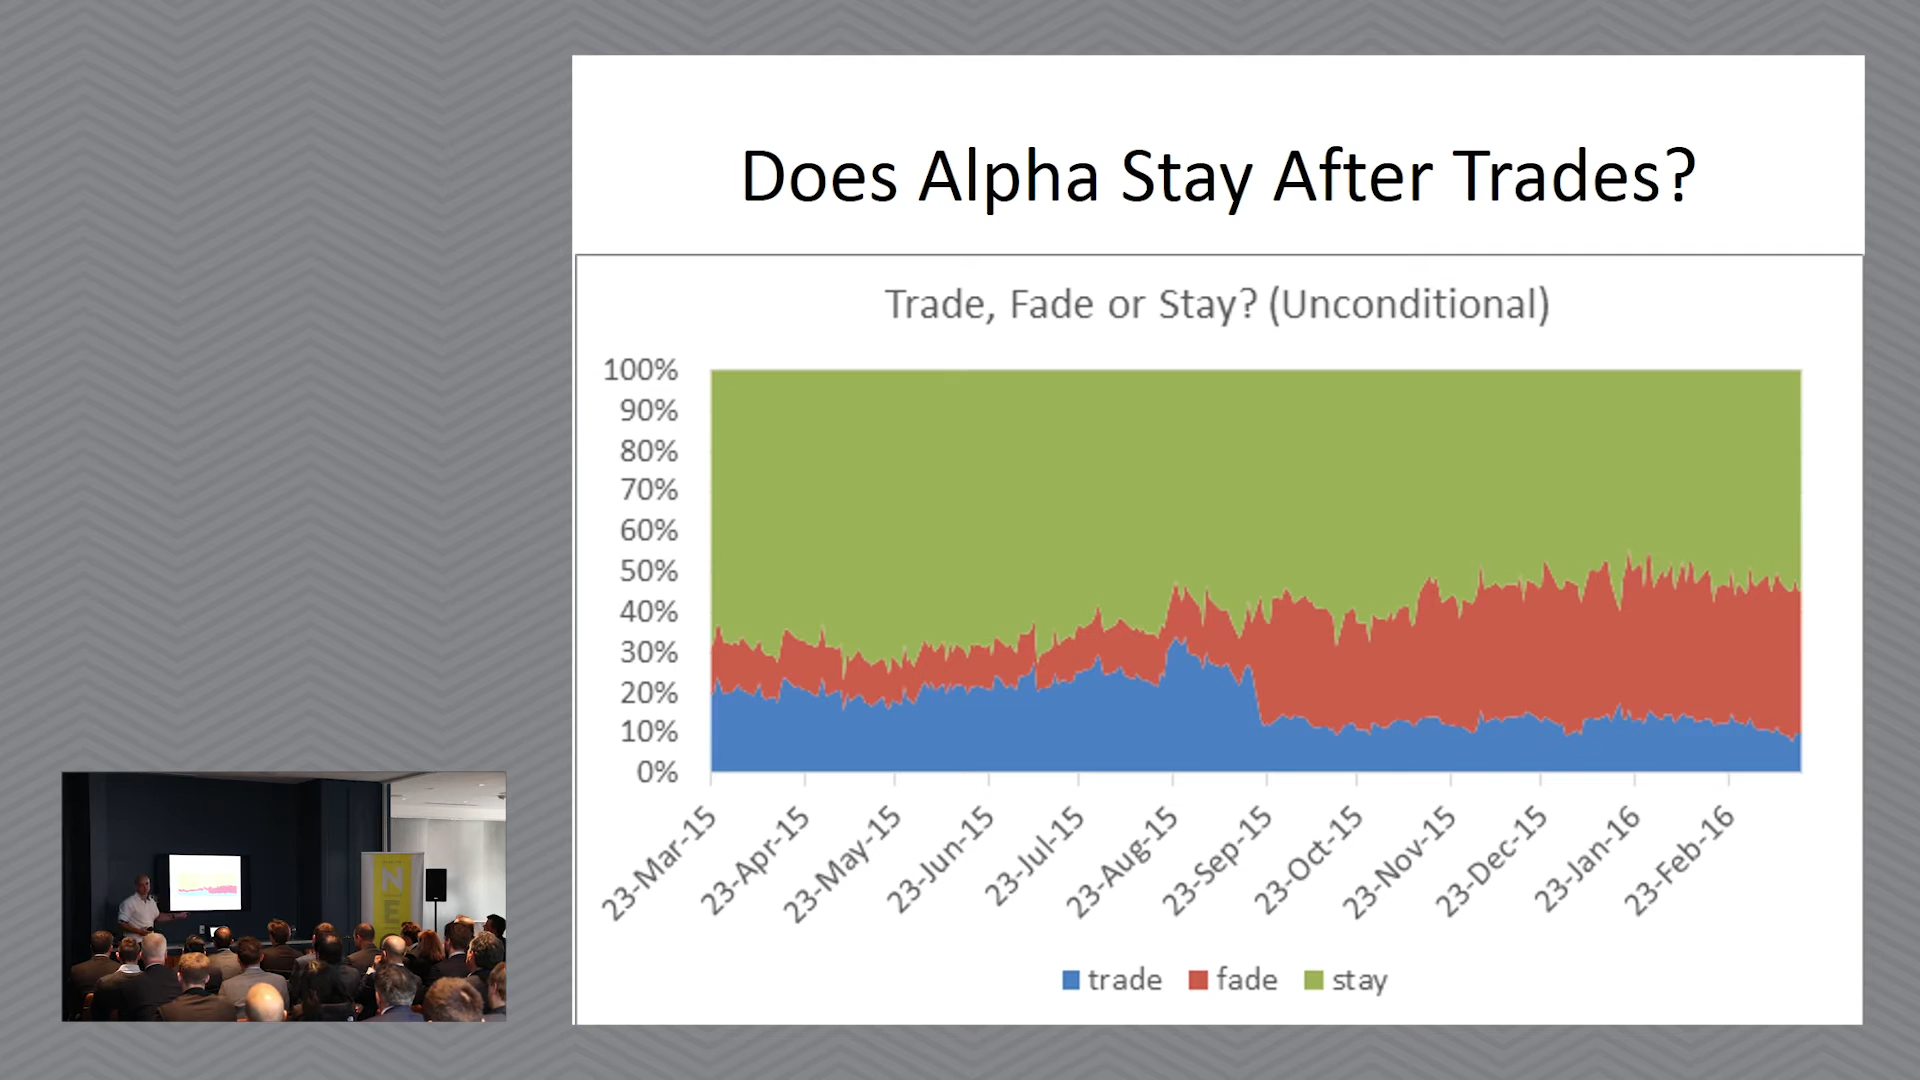 Does Alpha Stay After Trades?
Trade, Fade or Stay? (Unconditional)
100%
90%
80%
70%
60%
50%
40%
30%
20%
10%
0%
23-Mar-15
23-Apr-15
23-May-15
23-Jun-15
23-Jul-15
23-Aug-15
23-Sep-15
23-Oct-15
23-Nov-15
23-Dec-15
23-Jan-16
23-Feb-16
trade fade stay
N
E